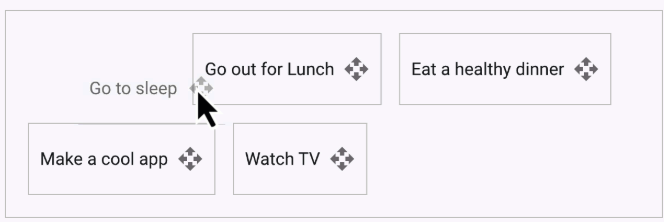 Go out for Lunch
Eat a healthy dinner
Go to sleep
Make a cool app
Watch TV